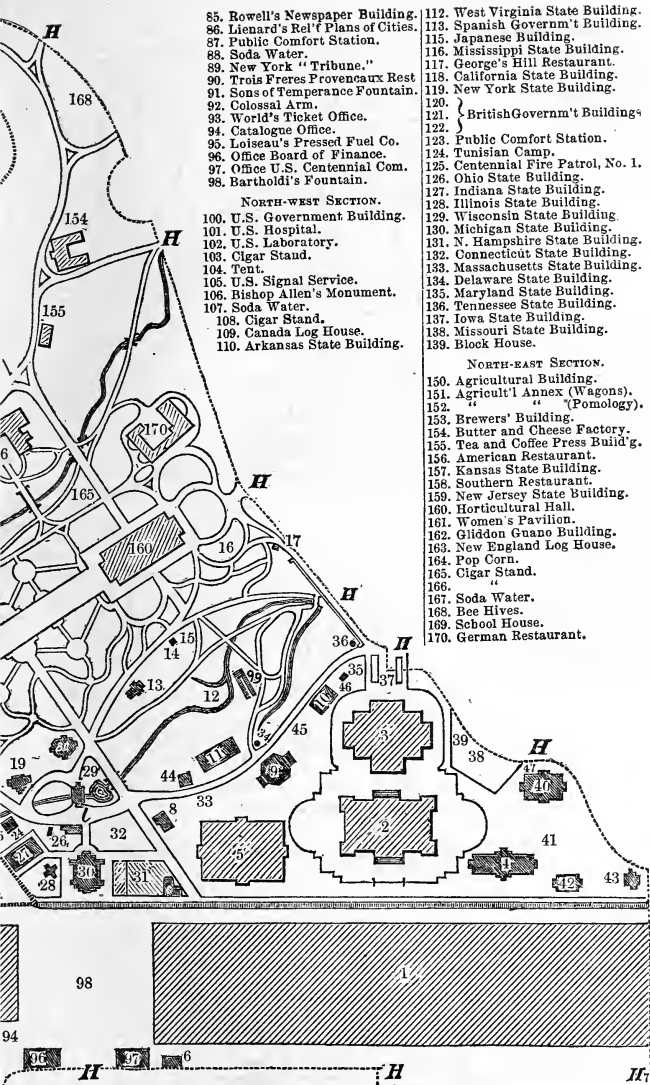 85. Rowell's Newspaper Building.
86. Lienard's Rel'f Plans of Cities.
87. Public Comfort Station.
88. Soda Water.
89. New York "Tribune."
90. Trois Freres Provencaux Rest
91. Sons of Temperance Fountain.
92. Colossal Arm.
93. World's Ticket Office.
94. Catalogue Office.
95. Loiseau's Pressed Fuel Co.
96. Office Board of Finance.
97. Office U.S. Centennial Com.
98. Bartholdi's Fountain.
NORTH-WEST SECTION.
100. U.S. Government Building.
101. U.S. Hospital.
102. U.S. Laboratory.
103. Cigar Stand.
104. Tent.
105. U.S. Signal Service.
106. Bishop Allen's Monument.
107. Soda Water.
108. Cigar Stand.
109. Canada Log House.
110. Arkansas State Building.
112. West Virginia State Building.
113. Spanish Governm't Building.
115. Japanese Building.
116. Mississippi State Building.
117. George's Hill Restaurant.
118. California State Building.
119. New York State Building.
120.
121. British Governm't Buildings
122.
123. Public Comfort Station.
124. Tunisian Camp.
125. Centennial Fire Patrol, No. 1.
126. Ohio State Building.
127. Indiana State Building.
128. Illinois State Building.
129. Wisconsin State Building
130. Michigan State Building.
131. N. Hampshire State Building.
132. Connecticut State Building.
133. Massachusetts State Building.
134. Delaware State Building.
135. Maryland State Building.
136. Tennessee State Building.
137. Iowa State Building.
138. Missouri State Building.
139. Block House.
NORTH-EAST SECTION.
150. Agricultural Building.
151. Agricult'l Annex (Wagons).
152. " " "(Pomology).
153. Brewers' Building.
154. Butter and Cheese Factory.
155. Tea and Coffee Press Build'g.
156. American Restaurant.
157. Kansas State Building.
158. Southern Restaurant.
159. New Jersey State Building.
160. Horticultural Hall.
161. Women's Pavilion.
162. Gliddon Guano Building.
163. New England Log House.
164. Pop Corn.
165. Cigar Stand.
166. "
167. Soda Water.
168. Bee Hives.
169. School House.
170. German Restaurant.
H
168
154
H
155
170
6
165
H
160
16
17
H
36
H
15
14
35
37
13
12
99
46
10
3
34
45
39
38
H
19
29
44
11
9
47
40
8
33
l
26
32
5
2
41
24
27
28
30
31
4
42
43
98
1
94
96
97
6
H
H
H
7